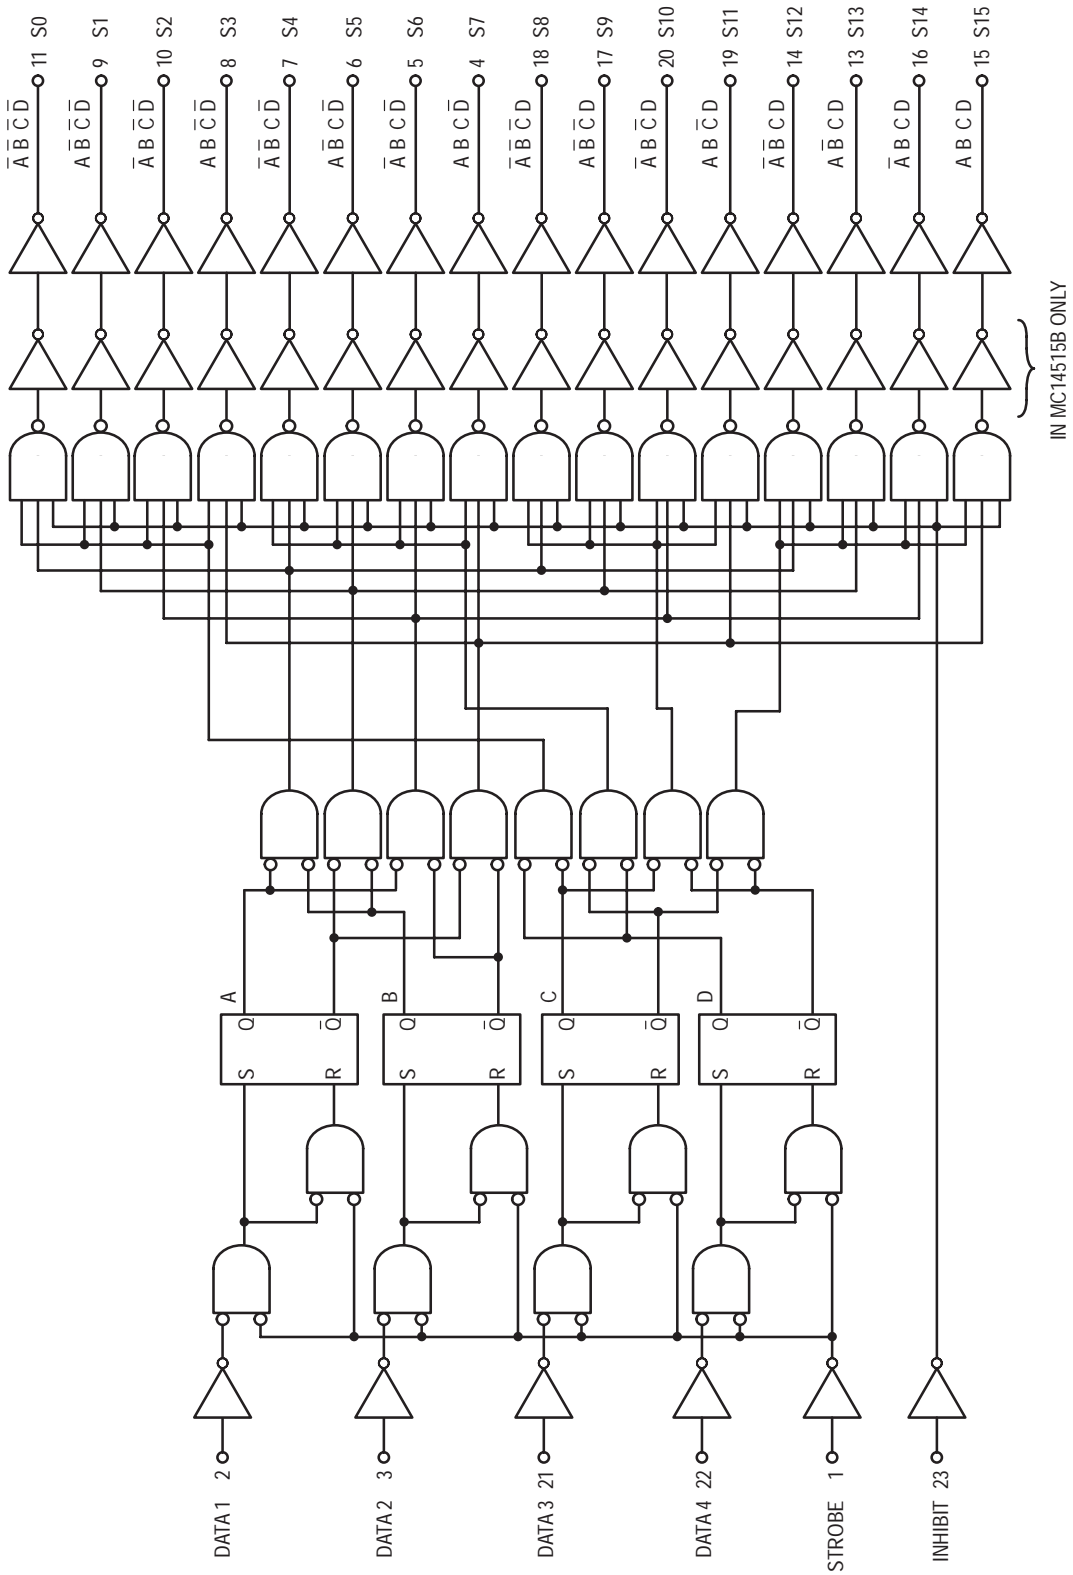 A̅ B̅ C̅ D̅
11 S0
A B̅ C̅ D̅
9 S1
A̅ B C̅ D̅
10 S2
A B C̅ D̅
8 S3
A̅ B̅ C D̅
7 S4
A B̅ C D̅
6 S5
A̅ B C D̅
5 S6
A B C D̅
4 S7
A̅ B̅ C̅ D
18 S8
A B̅ C̅ D
17 S9
A̅ B C̅ D
20 S10
A B C̅ D
19 S11
A̅ B̅ C D
14 S12
A B̅ C D
13 S13
A̅ B C D
16 S14
A B C D
15 S15
IN MC14515B ONLY
DATA 1 2
A
S Q
R Q̅
DATA 2 3
B
S Q
R Q̅
DATA 3 21
C
S Q
R Q̅
DATA 4 22
D
S Q
R Q̅
STROBE 1
INHIBIT 23